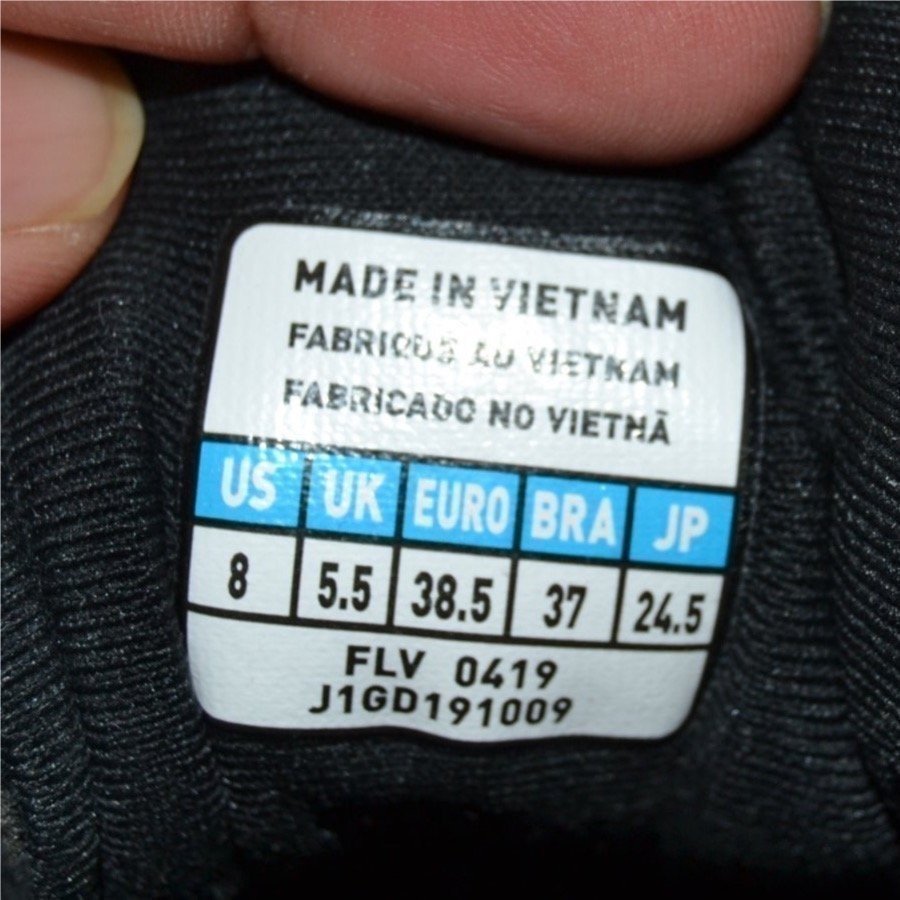 MADE IN VIETNAM
FABRIQUÉ AU VIETNAM
FABRICADO NO VIETNÃ
US UK EURO BRA JP
8 5.5 38.5 37 24.5
FLV 0419
J1GD191009